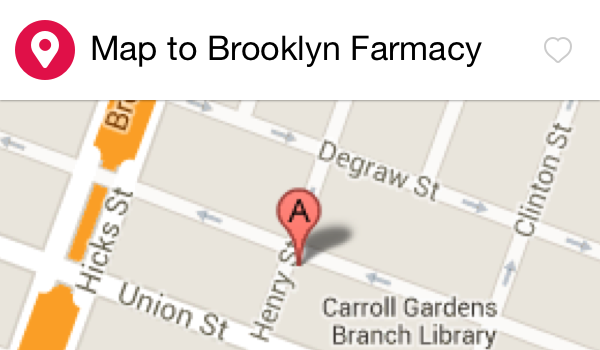 Map to Brooklyn Farmacy
Degraw St
A
Clinton St
Hicks St
Henry St
Union St
Carroll Gardens
Branch Library